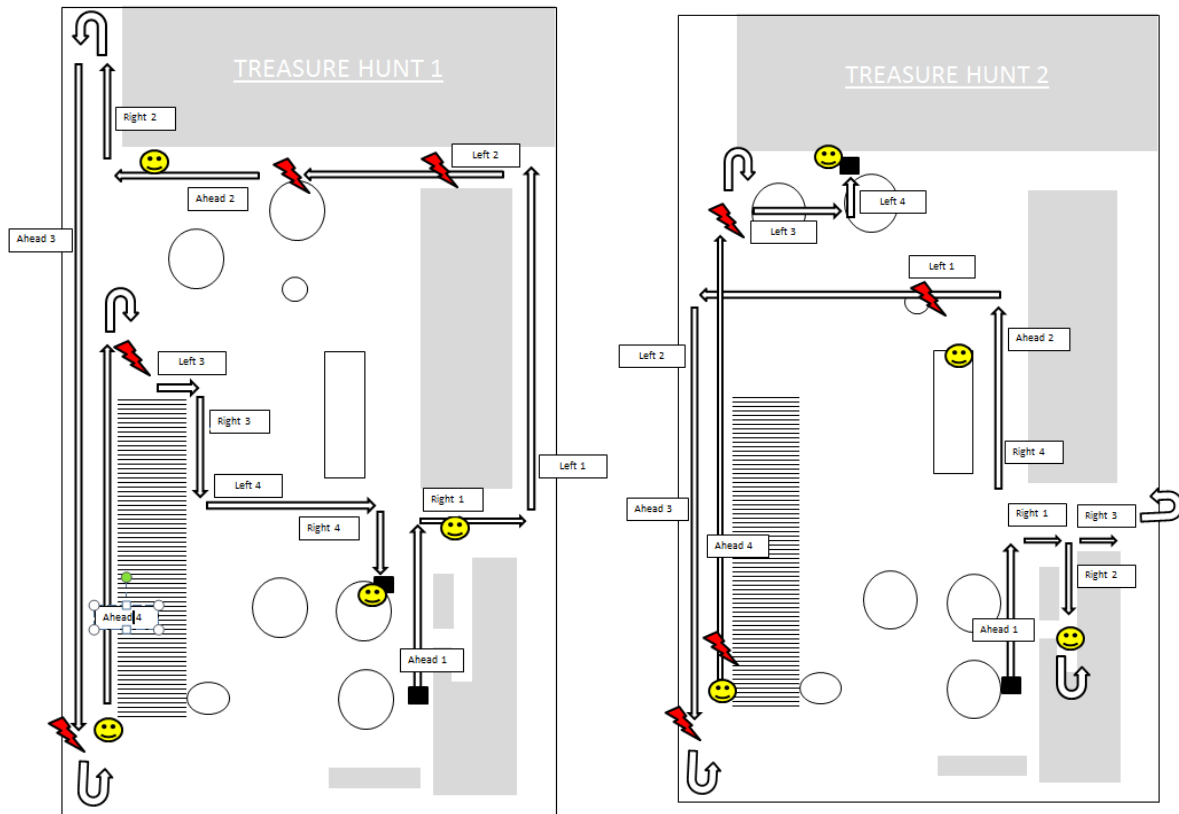 TREASURE HUNT 1
Right 2
Left 2
Ahead 2
Ahead 3
Left 3
Right 3
Left 4
Left 1
Right 1
Right 4
Ahead 4
Ahead 1
TREASURE HUNT 2
Left 4
Left 3
Left 1
Ahead 2
Left 2
Right 4
Ahead 3
Right 1
Right 3
Ahead 4
Right 2
Ahead 1